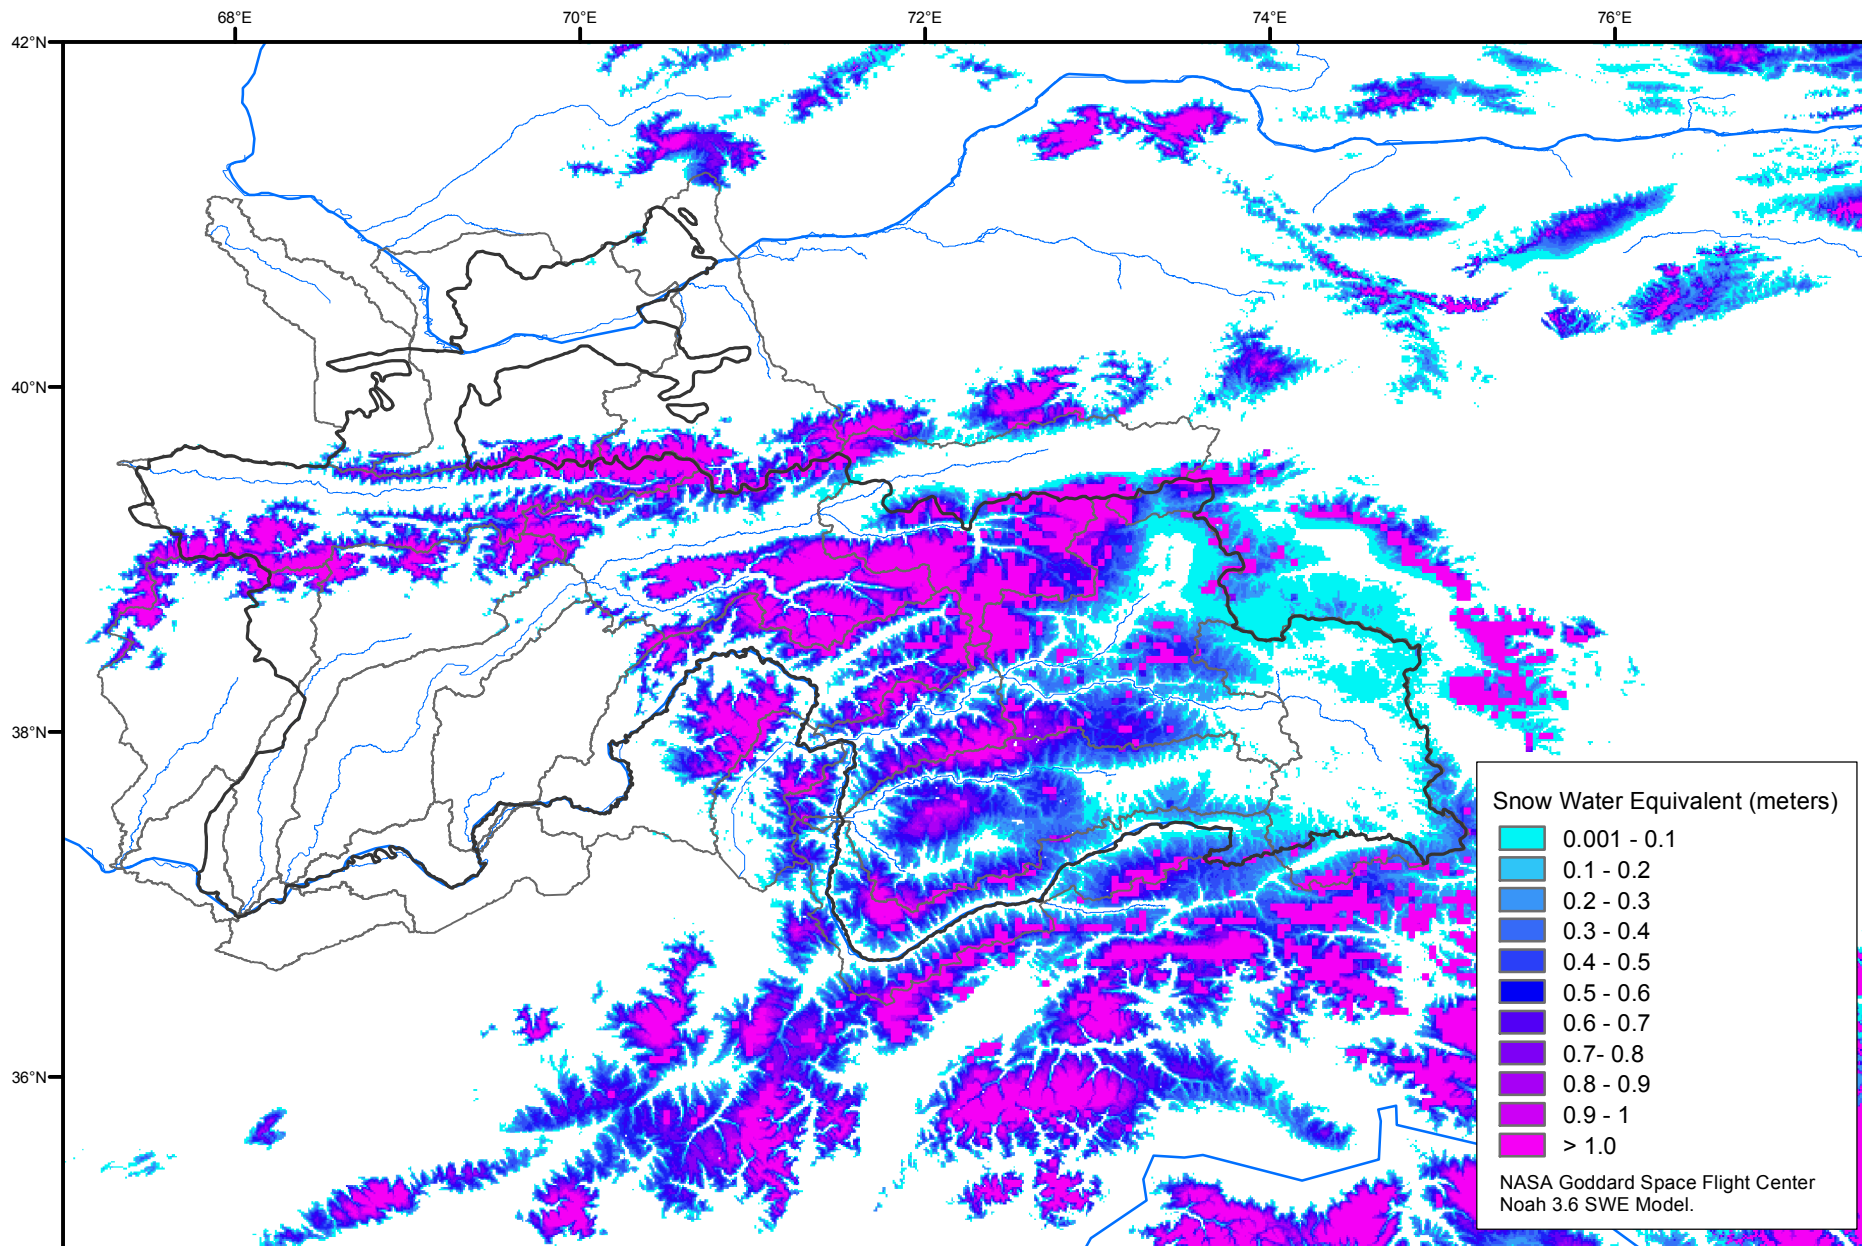 68°E
70°E
72°E
74°E
76°E
42°N
40°N
38°N
36°N
Snow Water Equivalent (meters)
0.001 - 0.1
0.1 - 0.2
0.2 - 0.3
0.3 - 0.4
0.4 - 0.5
0.5 - 0.6
0.6 - 0.7
0.7- 0.8
0.8 - 0.9
0.9 - 1
> 1.0
NASA Goddard Space Flight Center
Noah 3.6 SWE Model.